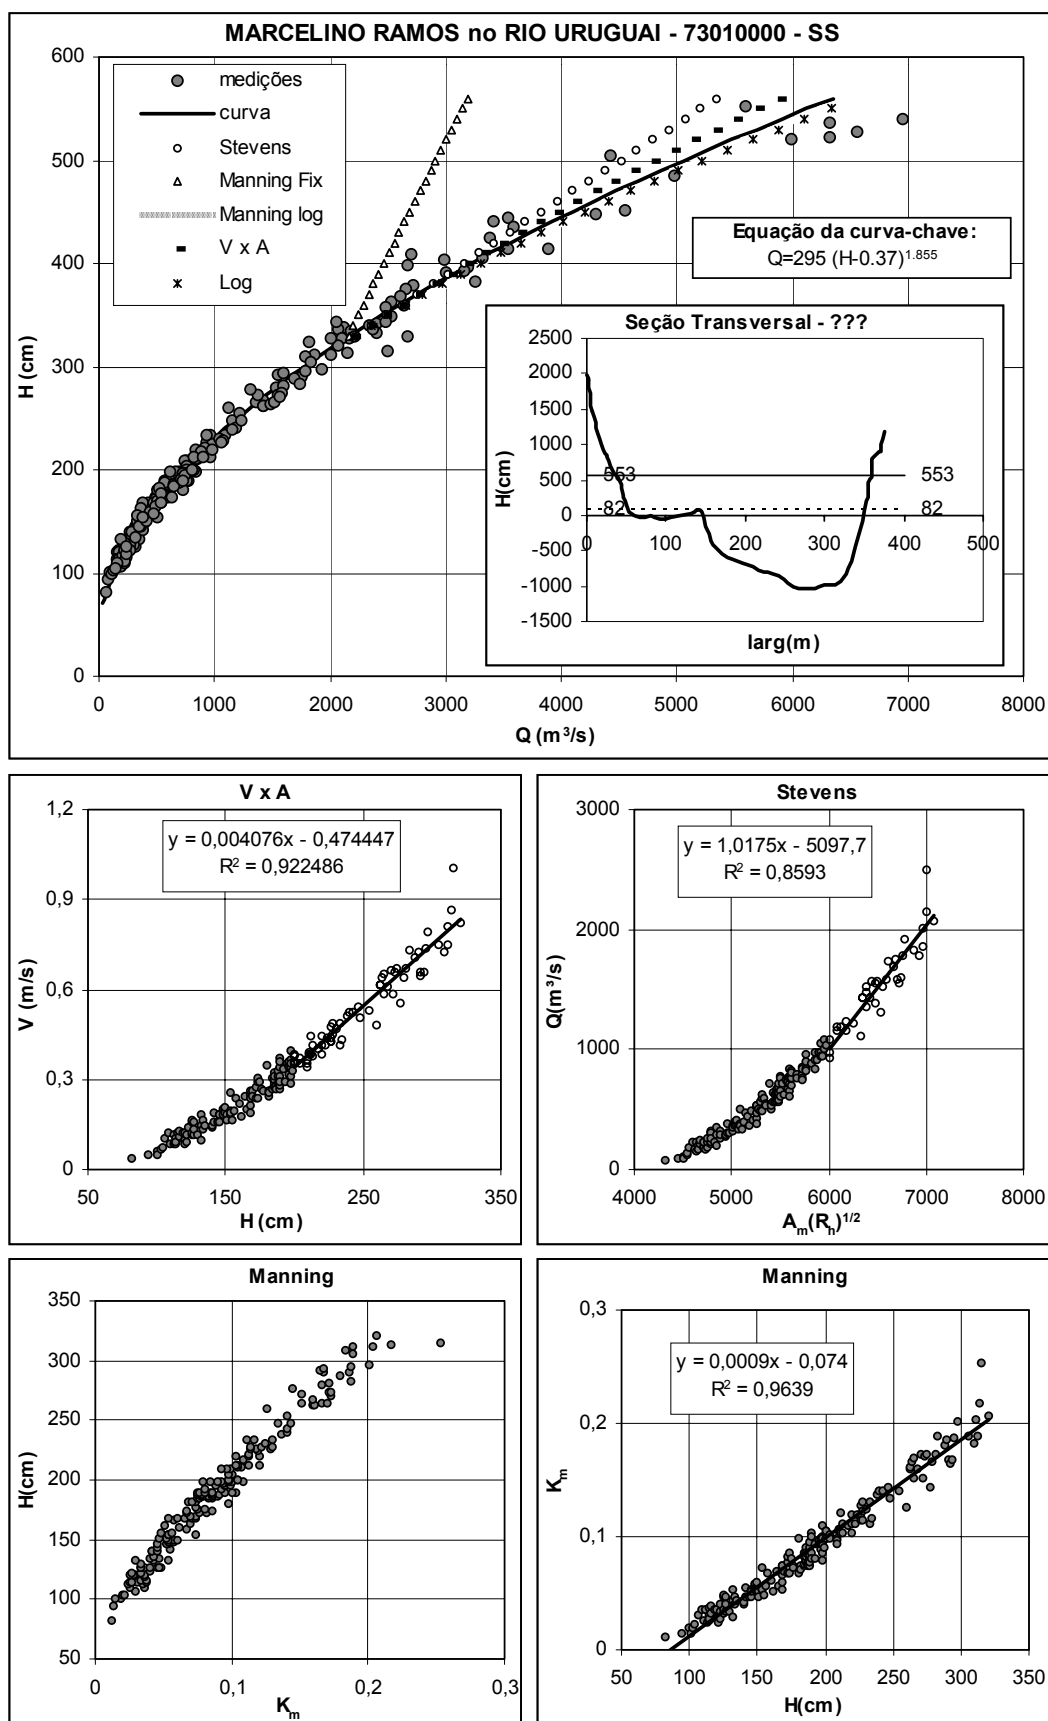 MARCELINO RAMOS no RIO URUGUAI - 73010000 - SS
600
500
400
300
200
100
0
H (cm)
medições
curva
Stevens
Manning Fix
Manning log
V x A
Log
Equação da curva-chave:
Q=295 (H-0.37)^1.855
Seção Transversal - ???
2500
2000
1500
1000
500
0
-500
-1000
-1500
H(cm)
553
553
82
82
0 100 200 300 400 500
larg(m)
0 1000 2000 3000 4000 5000 6000 7000 8000
Q (m³/s)
V x A
y = 0,004076x - 0,474447
R² = 0,922486
1,2
0,9
0,6
0,3
0
V (m/s)
50 150 250 350
H (cm)
Stevens
y = 1,0175x - 5097,7
R² = 0,8593
3000
2000
1000
0
Q(m³/s)
4000 5000 6000 7000 8000
Aₘ(Rₕ)^1/2
Manning
350
300
250
200
150
100
50
H(cm)
0 0,1 0,2 0,3
Kₘ
Manning
y = 0,0009x - 0,074
R² = 0,9639
0,3
0,2
0,1
0
Kₘ
50 100 150 200 250 300 350
H(cm)